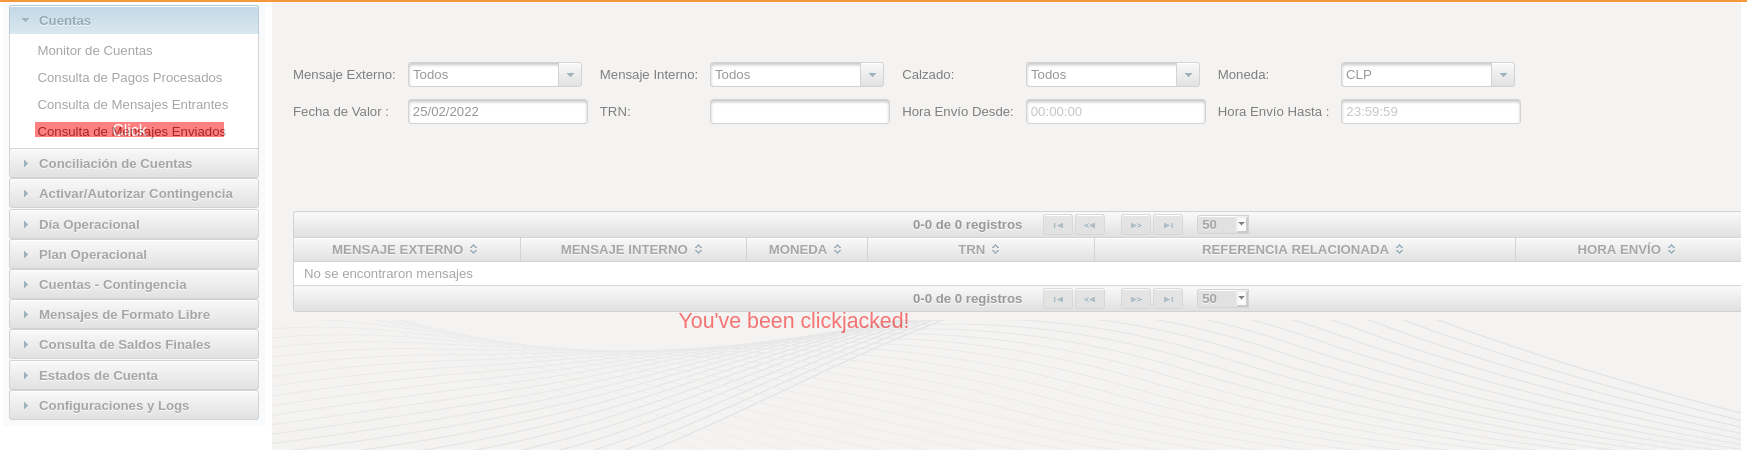 Cuentas
Monitor de Cuentas
Consulta de Pagos Procesados
Consulta de Mensajes Entrantes
Consulta de Mensajes Enviados
Click
Conciliación de Cuentas
Activar/Autorizar Contingencia
Día Operacional
Plan Operacional
Cuentas - Contingencia
Mensajes de Formato Libre
Consulta de Saldos Finales
Estados de Cuenta
Configuraciones y Logs
Mensaje Externo: Todos Mensaje Interno: Todos Calzado: Todos Moneda: CLP
Fecha de Valor : 25/02/2022 TRN: Hora Envío Desde: 00:00:00 Hora Envío Hasta : 23:59:59
0-0 de 0 registros 50
MENSAJE EXTERNO MENSAJE INTERNO MONEDA TRN REFERENCIA RELACIONADA HORA ENVÍO
No se encontraron mensajes
0-0 de 0 registros 50
You've been clickjacked!